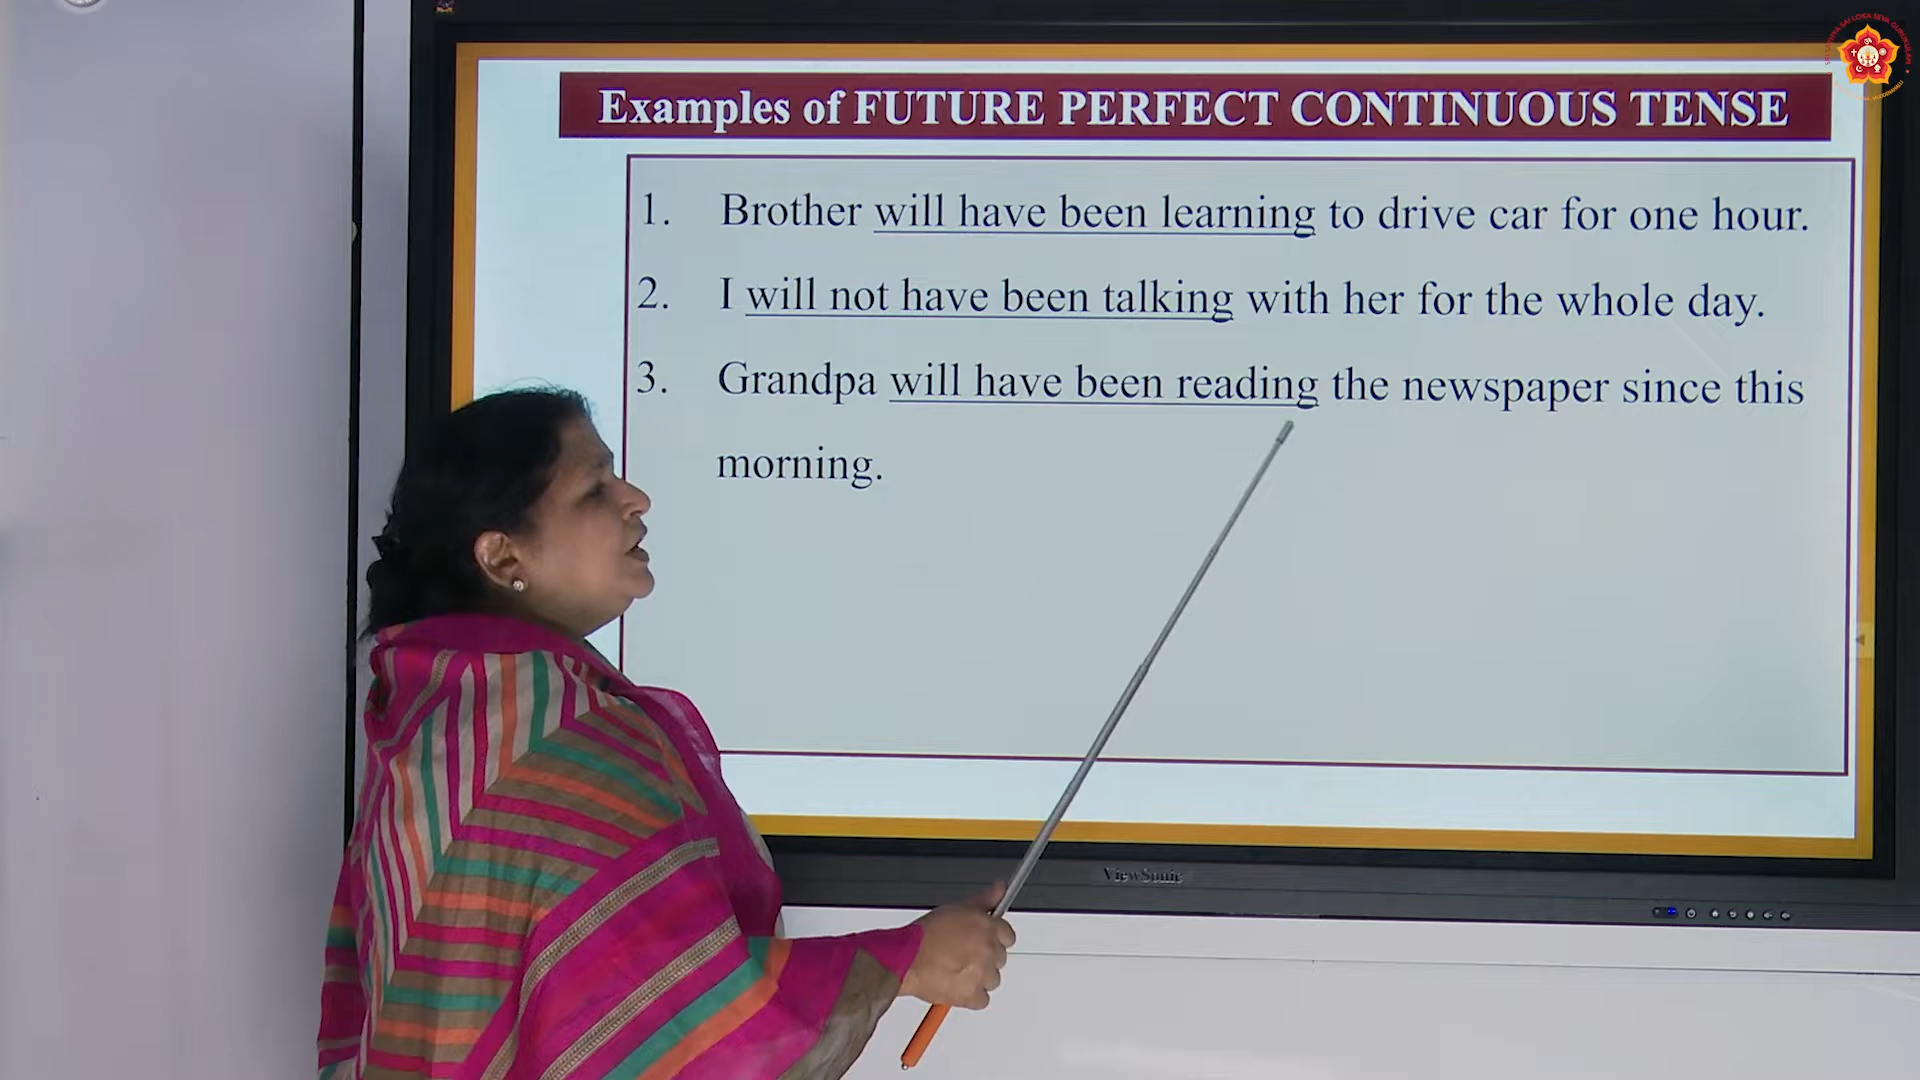 Examples of FUTURE PERFECT CONTINUOUS TENSE
1. Brother will have been learning to drive car for one hour.
2. I will not have been talking with her for the whole day.
3. Grandpa will have been reading the newspaper since this
morning.
ViewSonic